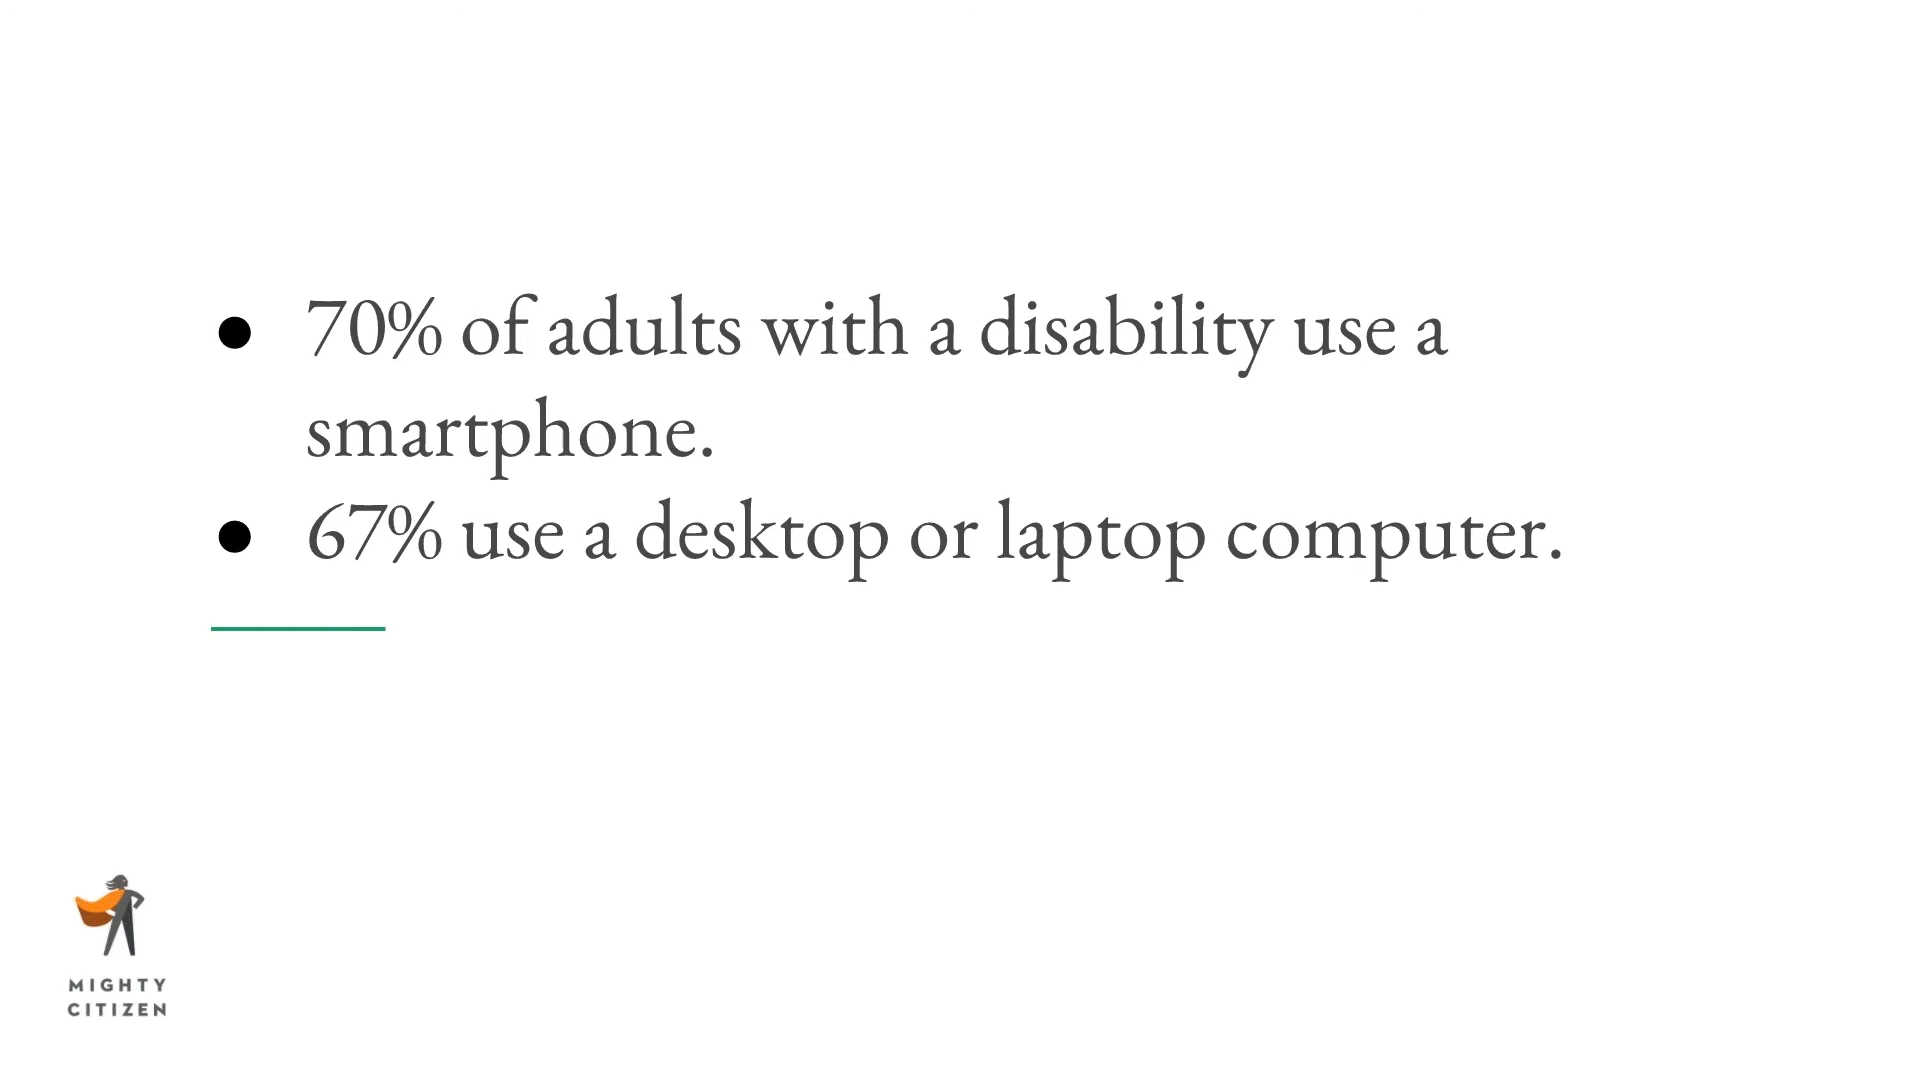 ● 70% of adults with a disability use a
smartphone.
● 67% use a desktop or laptop computer.
MIGHTY
CITIZEN